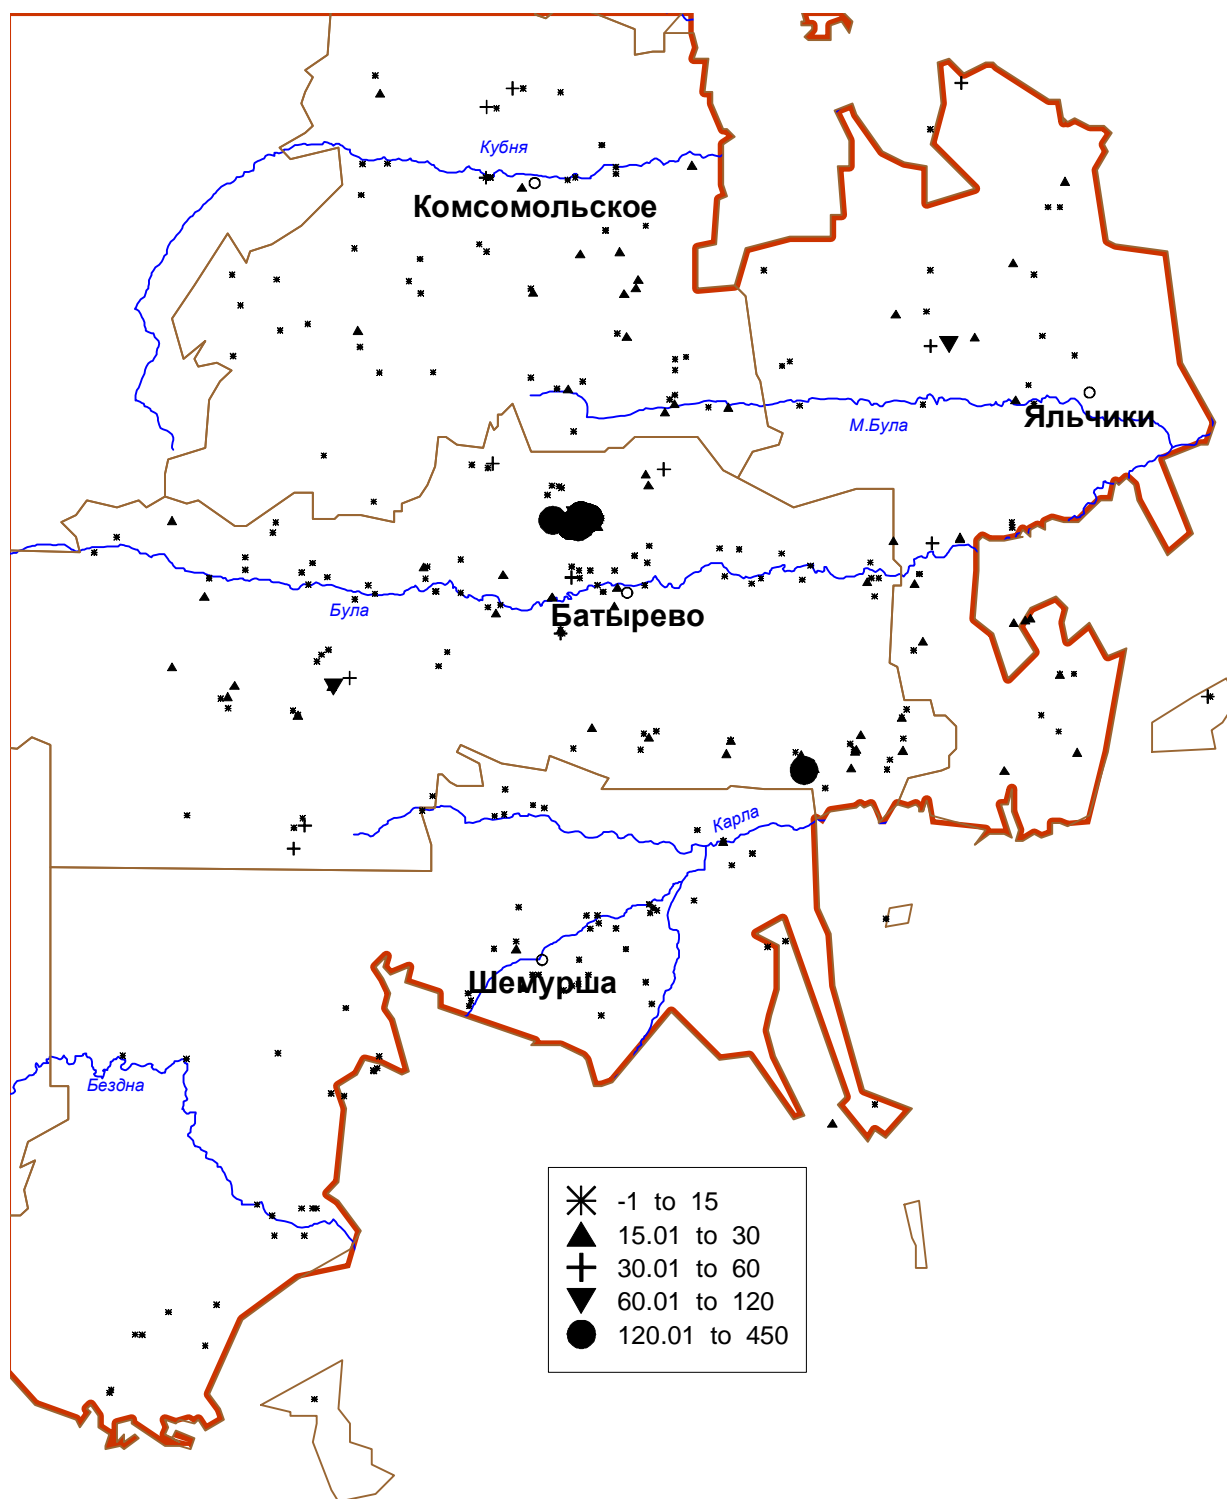 Кубня
Комсомольское
М.Була
Яльчики
Була
Батырево
Карла
Шемурша
Бездна
-1 to 15
15.01 to 30
30.01 to 60
60.01 to 120
120.01 to 450